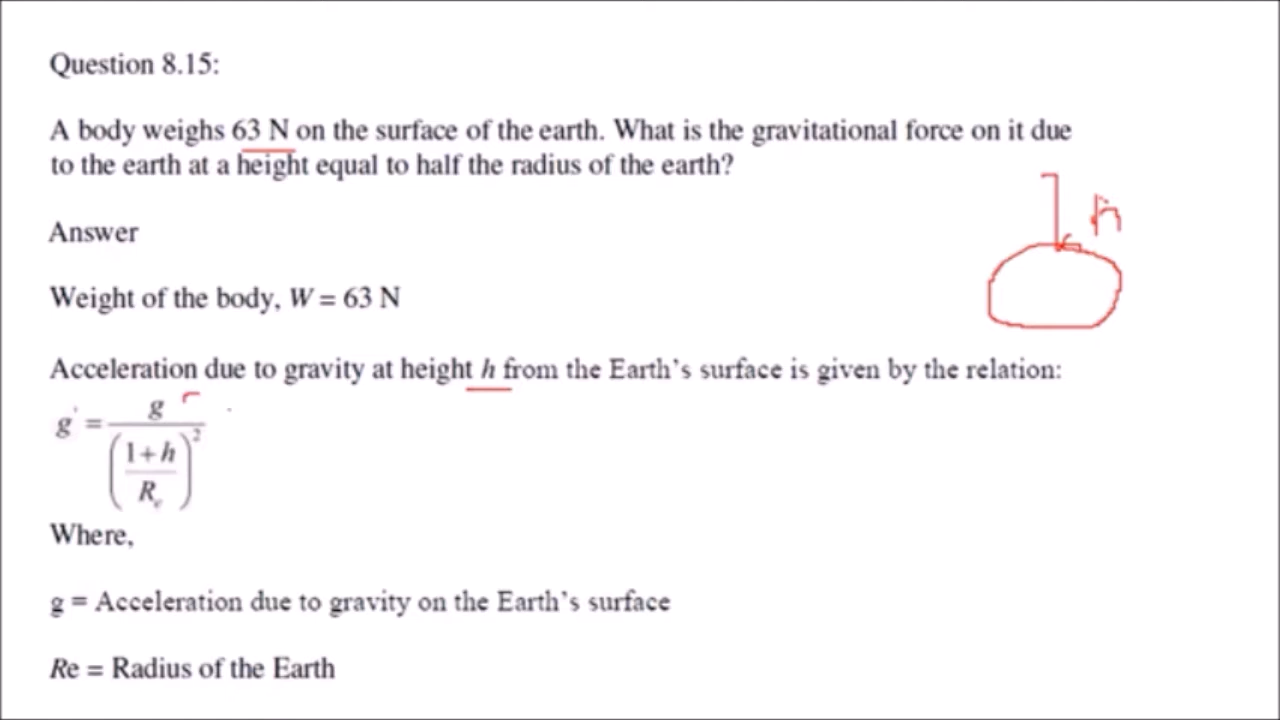 Question 8.15:
A body weighs 63 N on the surface of the earth. What is the gravitational force on it due
to the earth at a height equal to half the radius of the earth?
h
Answer
Weight of the body, W = 63 N
Acceleration due to gravity at height h from the Earth's surface is given by the relation:
g' = g / ((1 + h) / Re)²
Where,
g = Acceleration due to gravity on the Earth's surface
Re = Radius of the Earth